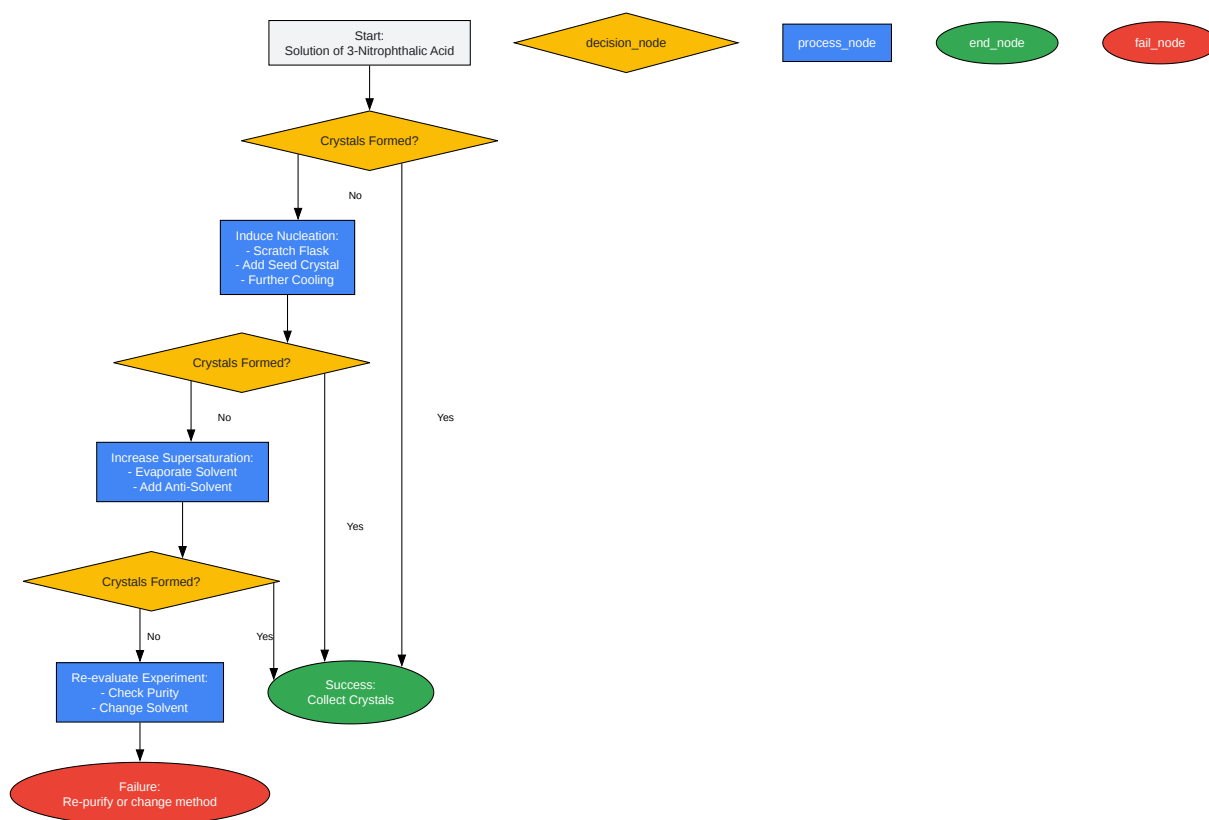 Start:
Solution of 3-Nitrophthalic Acid
decision_node
process_node
end_node
fail_node
Crystals Formed?
No
Induce Nucleation:
- Scratch Flask
- Add Seed Crystal
- Further Cooling
Crystals Formed?
No
Yes
Increase Supersaturation:
- Evaporate Solvent
- Add Anti-Solvent
Yes
Crystals Formed?
No
Yes
Re-evaluate Experiment:
- Check Purity
- Change Solvent
Success:
Collect Crystals
Failure:
Re-purify or change method